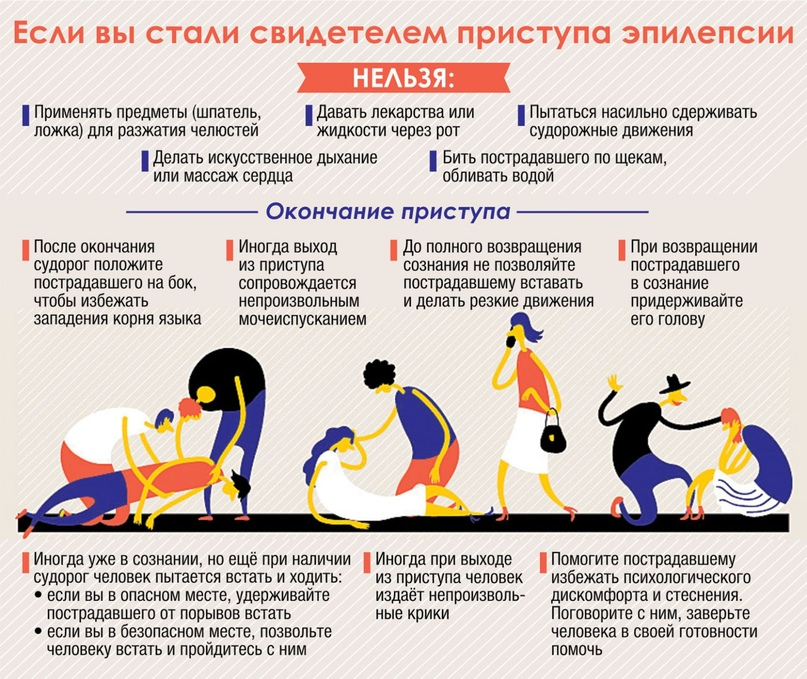 Если вы стали свидетелем приступа эпилепсии
НЕЛЬЗЯ:
Применять предметы (шпатель,
ложка) для разжатия челюстей
Давать лекарства или
жидкости через рот
Пытаться насильно сдерживать
судорожные движения
Делать искусственное дыхание
или массаж сердца
Бить пострадавшего по щекам,
обливать водой
Окончание приступа
После окончания
судорог положите
пострадавшего на бок,
чтобы избежать
западения корня языка
Иногда выход
из приступа
сопровождается
непроизвольным
мочеиспусканием
До полного возвращения
сознания не позволяйте
пострадавшему вставать
и делать резкие движения
При возвращении
пострадавшего
в сознание
придерживайте
его голову
Иногда уже в сознании, но ещё при наличии
судорог человек пытается встать и ходить:
• если вы в опасном месте, удерживайте
пострадавшего от порывов встать
• если вы в безопасном месте, позвольте
человеку встать и пройдитесь с ним
Иногда при выходе
из приступа человек
издаёт непроизволь-
ные крики
Помогите пострадавшему
избежать психологического
дискомфорта и стеснения.
Поговорите с ним, заверьте
человека в своей готовности
помочь